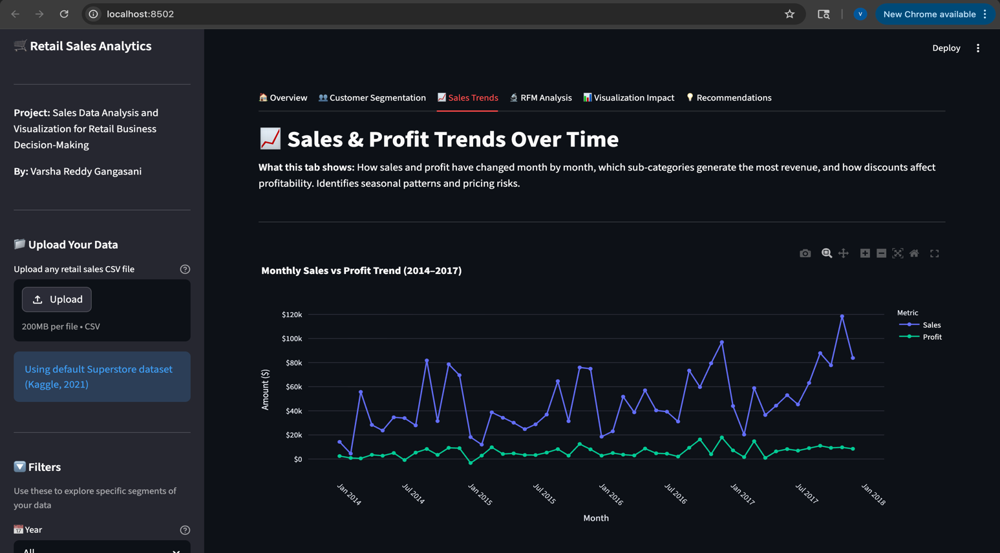 localhost:8502
v
New Chrome available
Retail Sales Analytics
Project: Sales Data Analysis and
Visualization for Retail Business
Decision-Making
By: Varsha Reddy Gangasani
Upload Your Data
Upload any retail sales CSV file
Upload
200MB per file • CSV
Using default Superstore dataset
(Kaggle, 2021)
Filters
Use these to explore specific segments of
your data
17 Year
All
Deploy
Overview
Customer Segmentation
Sales Trends
RFM Analysis
Visualization Impact
Recommendations
Sales & Profit Trends Over Time
What this tab shows: How sales and profit have changed month by month, which sub-categories generate the most revenue, and how discounts affect
profitability. Identifies seasonal patterns and pricing risks.
Monthly Sales vs Profit Trend (2014–2017)
$120k
$100k
$80k
$60k
$40k
$20k
$0
Amount ($)
Jan 2014
Jul 2014
Jan 2015
Jul 2015
Jan 2016
Jul 2016
Jan 2017
Jul 2017
Jan 2018
Month
Metric
Sales
Profit